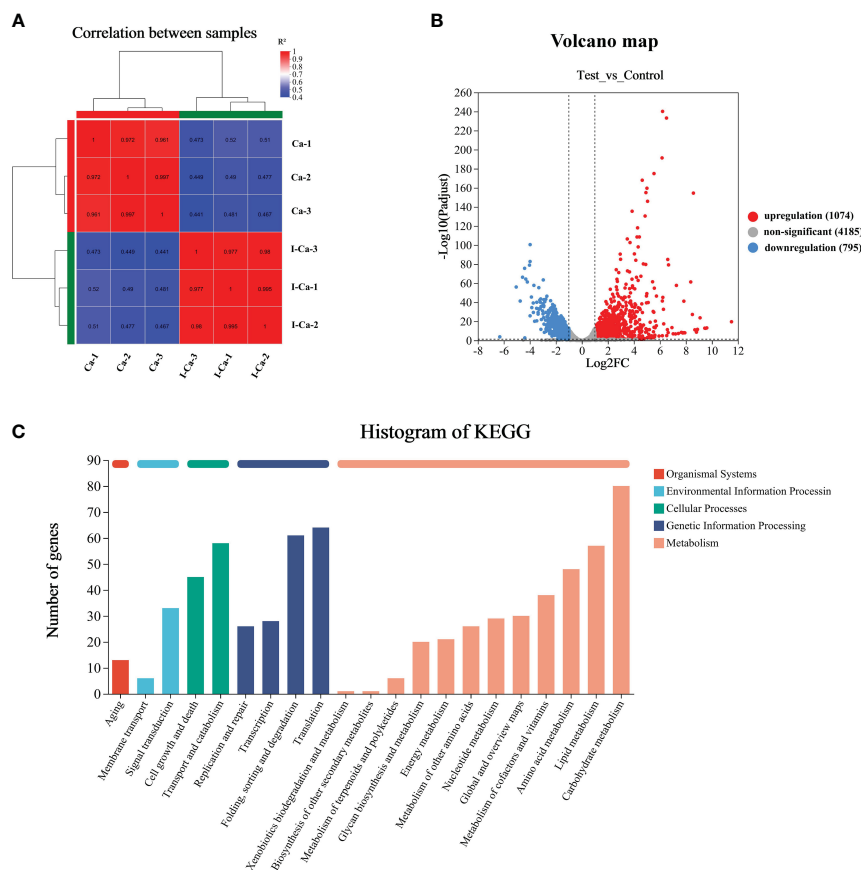 A
Correlation between samples
R²
1
0.9
0.8
0.7
0.6
0.5
0.4
1 0.972 0.961 0.473 0.52 0.51 Ca-1
0.972 1 0.997 0.449 0.49 0.477 Ca-2
0.961 0.997 1 0.441 0.481 0.467 Ca-3
0.473 0.449 0.441 1 0.977 0.98 I-Ca-3
0.52 0.49 0.481 0.977 1 0.995 I-Ca-1
0.51 0.477 0.467 0.98 0.995 1 I-Ca-2
Ca-1 Ca-2 Ca-3 I-Ca-3 I-Ca-1 I-Ca-2
B
Volcano map
Test_vs_Control
-Log10(Padjust)
260
240
220
200
180
160
140
120
100
80
60
40
20
0
-8 -6 -4 -2 0 2 4 6 8 10 12
Log2FC
upregulation (1074)
non-significant (4185)
downregulation (795)
C
Histogram of KEGG
Number of genes
90
80
70
60
50
40
30
20
10
0
Organismal Systems
Environmental Information Processin
Cellular Processes
Genetic Information Processing
Metabolism
Aging
Membrane transport
Signal transduction
Cell growth and death
Transport and catabolism
Replication and repair
Transcription
Folding, sorting and degradation
Translation
Xenobiotics biodegradation and metabolism
Biosynthesis of other secondary metabolites
Metabolism of terpenoids and polyketides
Glycan biosynthesis and metabolism
Energy metabolism
Metabolism of other amino acids
Nucleotide metabolism
Global and overview maps
Metabolism of cofactors and vitamins
Amino acid metabolism
Lipid metabolism
Carbohydrate metabolism